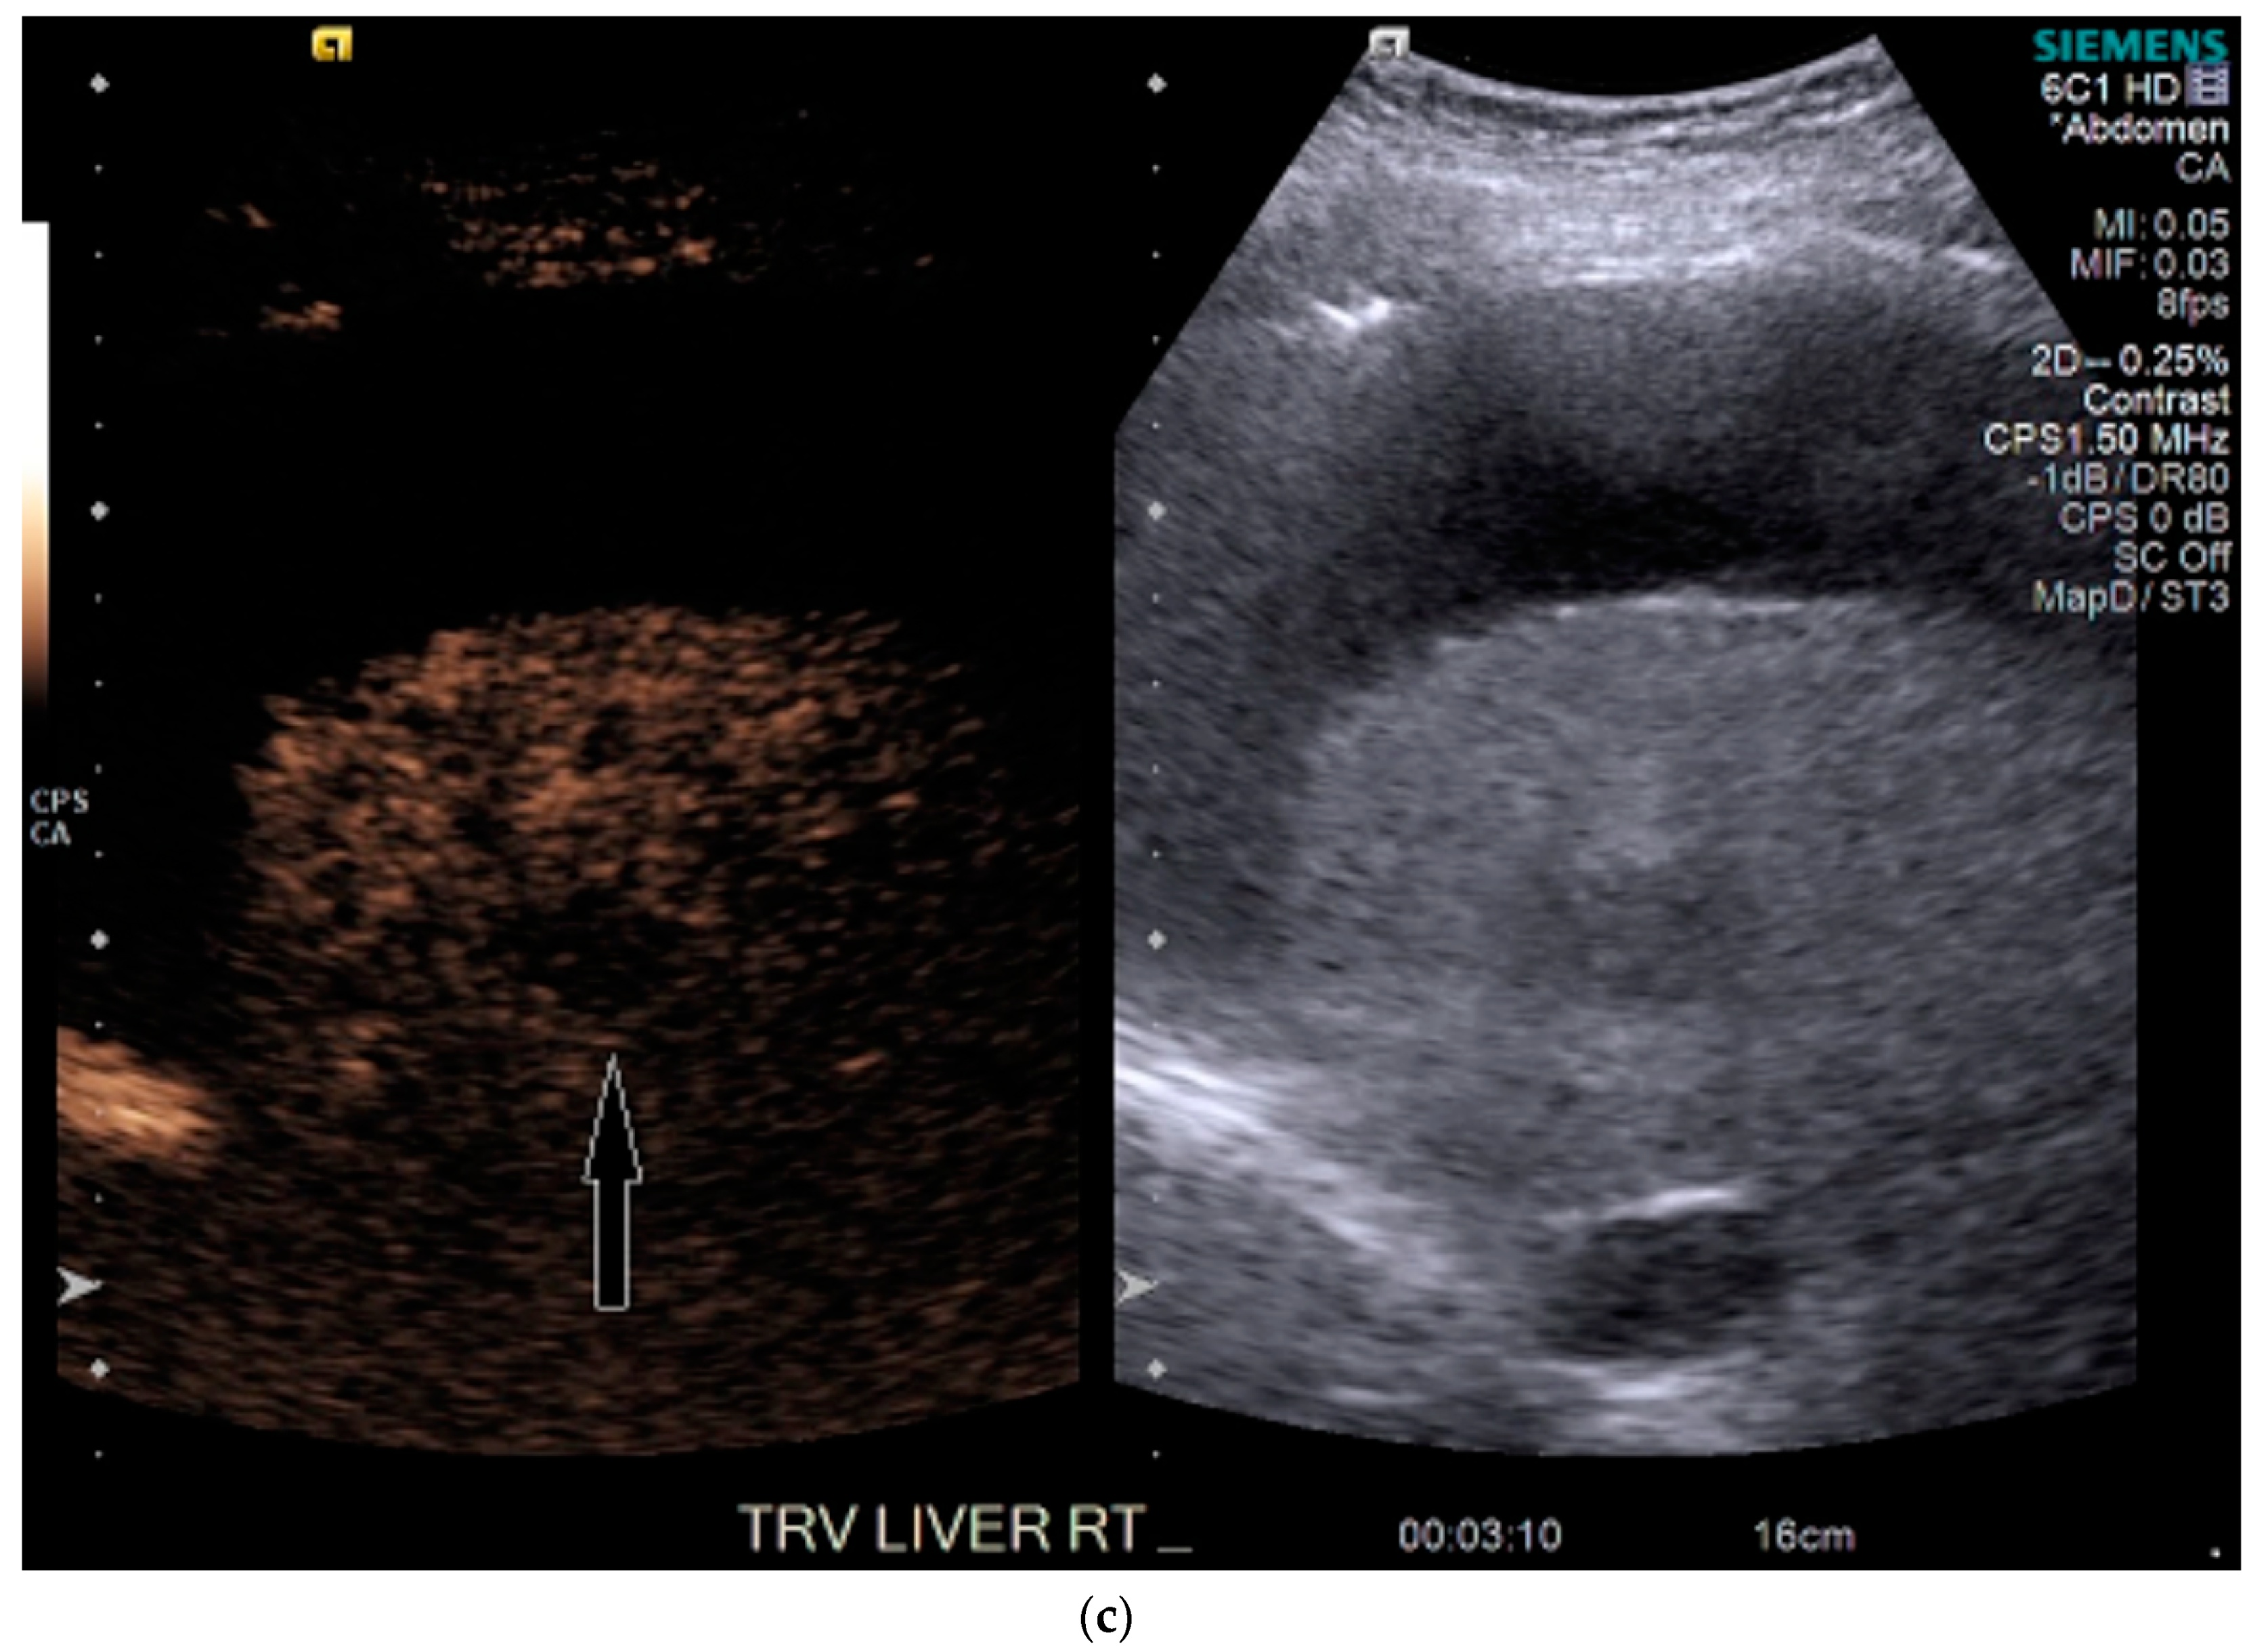 SIEMENS
6C1 HD
*Abdomen
CA
MI: 0.05
MIF: 0.03
8fps
2D-- 0.25%
Contrast
CPS1.50 MHz
-1dB/DR80
CPS 0 dB
SC Off
MapD/ST3
CPS
CA
TRV LIVER RT_
00:03:10
16cm
(c)